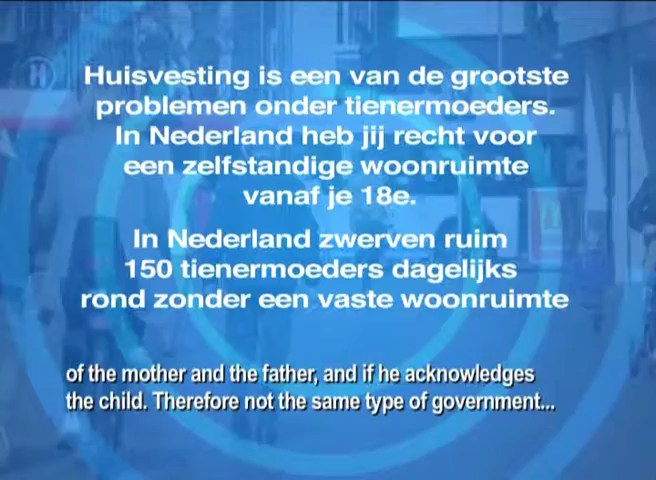 Huisvesting is een van de grootste
problemen onder tienermoeders.
In Nederland heb jij recht voor
een zelfstandige woonruimte
vanaf je 18e.
In Nederland zwerven ruim
150 tienermoeders dagelijks
rond zonder een vaste woonruimte
of the mother and the father, and if he acknowledges
the child. Therefore not the same type of government...